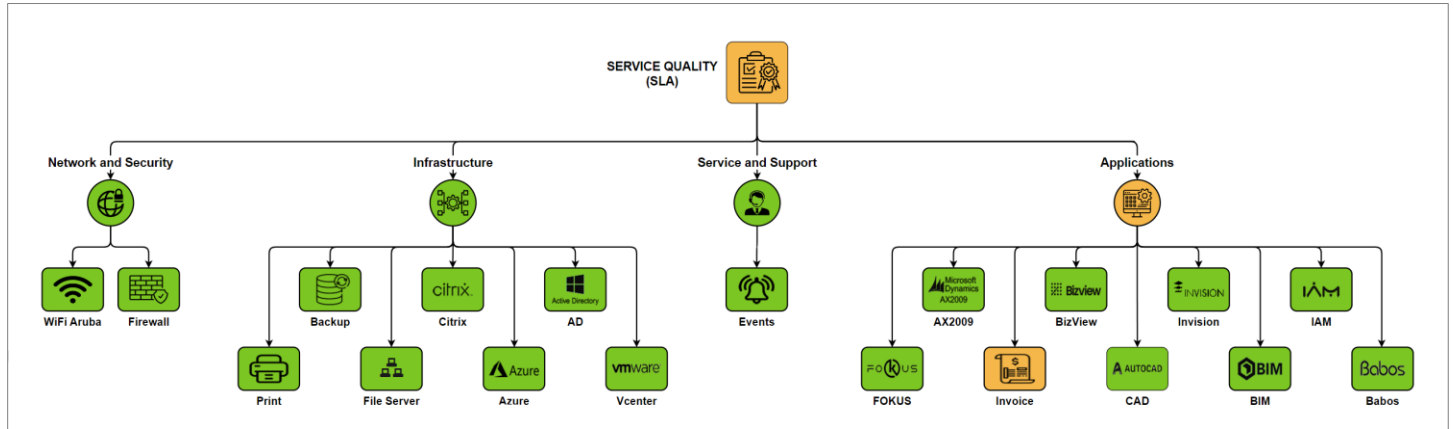 SERVICE QUALITY
(SLA)
Network and Security
Infrastructure
Service and Support
Applications
citrix.
Active Directory
Microsoft
Dynamics
AX2009
Bizview
INVISION
IAM
WiFi Aruba
Firewall
Backup
Citrix
AD
Events
AX2009
BizView
Invision
IAM
Azure
vmware
FOKUS
$
AUTOCAD
BIM
Babos
Print
File Server
Azure
Vcenter
FOKUS
Invoice
CAD
BIM
Babos